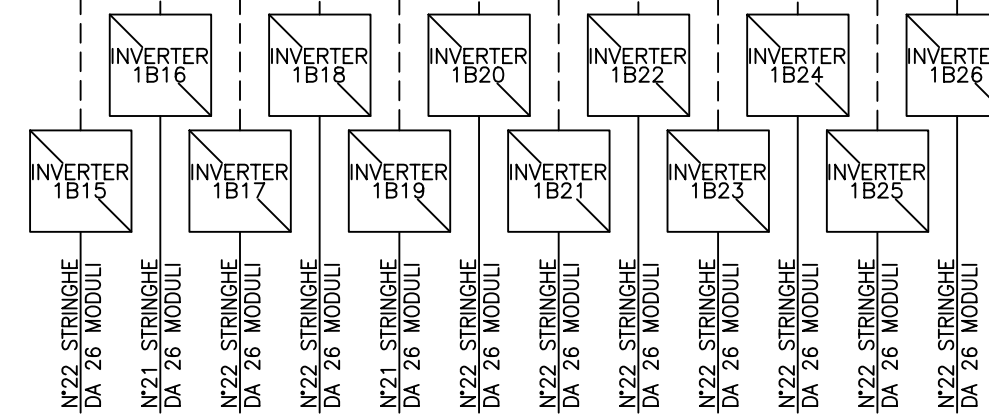 INVERTER
1B16
INVERTER
1B18
INVERTER
1B20
INVERTER
1B22
INVERTER
1B24
INVERTE
1B26
INVERTER
1B15
INVERTER
1B17
INVERTER
1B19
INVERTER
1B21
INVERTER
1B23
INVERTER
1B25
N°22 STRINGHE
DA 26 MODULI
N°21 STRINGHE
DA 26 MODULI
N°22 STRINGHE
DA 26 MODULI
N°22 STRINGHE
DA 26 MODULI
N°21 STRINGHE
DA 26 MODULI
N°22 STRINGHE
DA 26 MODULI
N°22 STRINGHE
DA 26 MODULI
N°22 STRINGHE
DA 26 MODULI
N°22 STRINGHE
DA 26 MODULI
N°22 STRINGHE
DA 26 MODULI
N°22 STRINGHE
DA 26 MODULI
N°22 STRINGHE
DA 26 MODULI